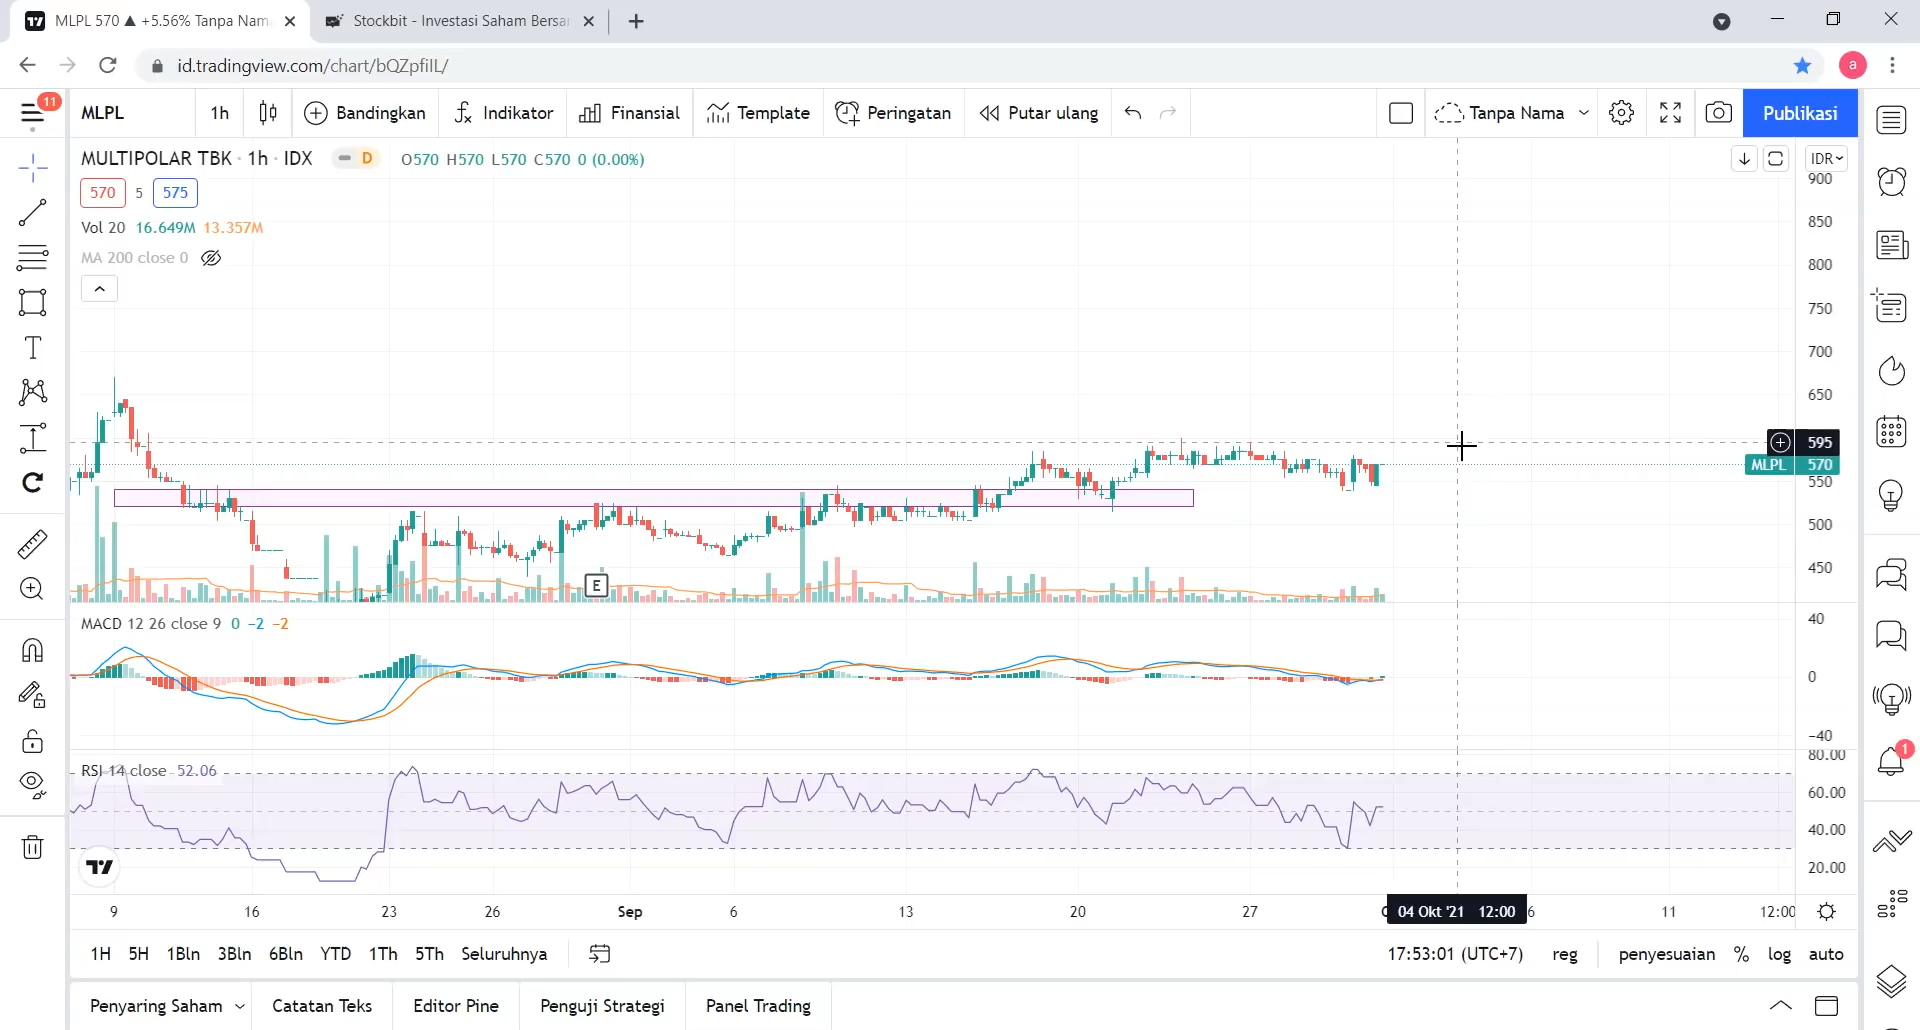 MLPL 570 ▲ +5.56% Tanpa Nam
Stockbit - Investasi Saham Bersa
id.tradingview.com/chart/bQZpfiIL/
a
11
MLPL
1h
Bandingkan
Indikator
Finansial
Template
Peringatan
Putar ulang
Tanpa Nama
Publikasi
MULTIPOLAR TBK · 1h · IDX
D
O570 H570 L570 C570 0 (0.00%)
IDR
570 5 575
Vol 20 16.649M 13.357M
MA 200 close 0
900
850
800
750
700
650
595
MLPL 570
550
500
450
E
MACD 12 26 close 9 0 −2 −2
40
0
−40
RSI 14 close 52.06
80.00
60.00
40.00
20.00
1
9 16 23 26 Sep 6 13 20 27 04 Okt '21 12:00 6 11 12:00
1H 5H 1Bln 3Bln 6Bln YTD 1Th 5Th Seluruhnya
17:53:01 (UTC+7) reg penyesuaian % log auto
Penyaring Saham Catatan Teks Editor Pine Penguji Strategi Panel Trading